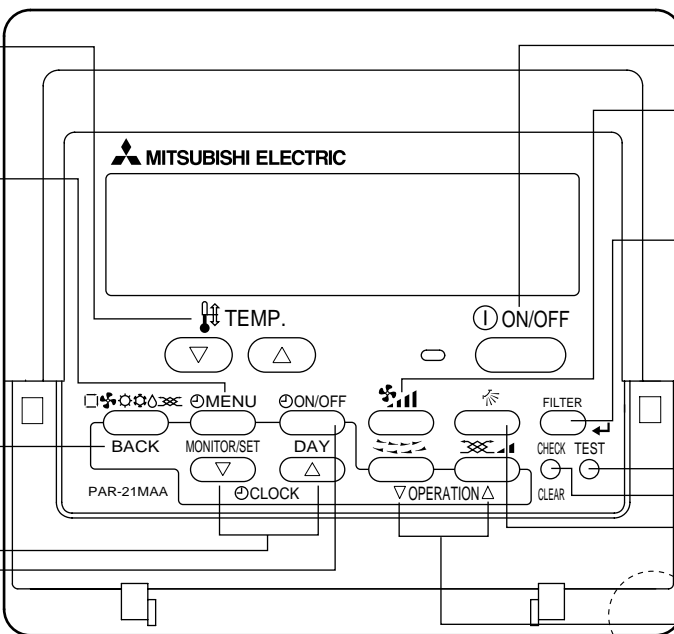 MITSUBISHI ELECTRIC
TEMP.
ON/OFF
MENU
ON/OFF
FILTER
BACK
MONITOR/SET
DAY
CHECK
TEST
PAR-21MAA
CLOCK
OPERATION
CLEAR